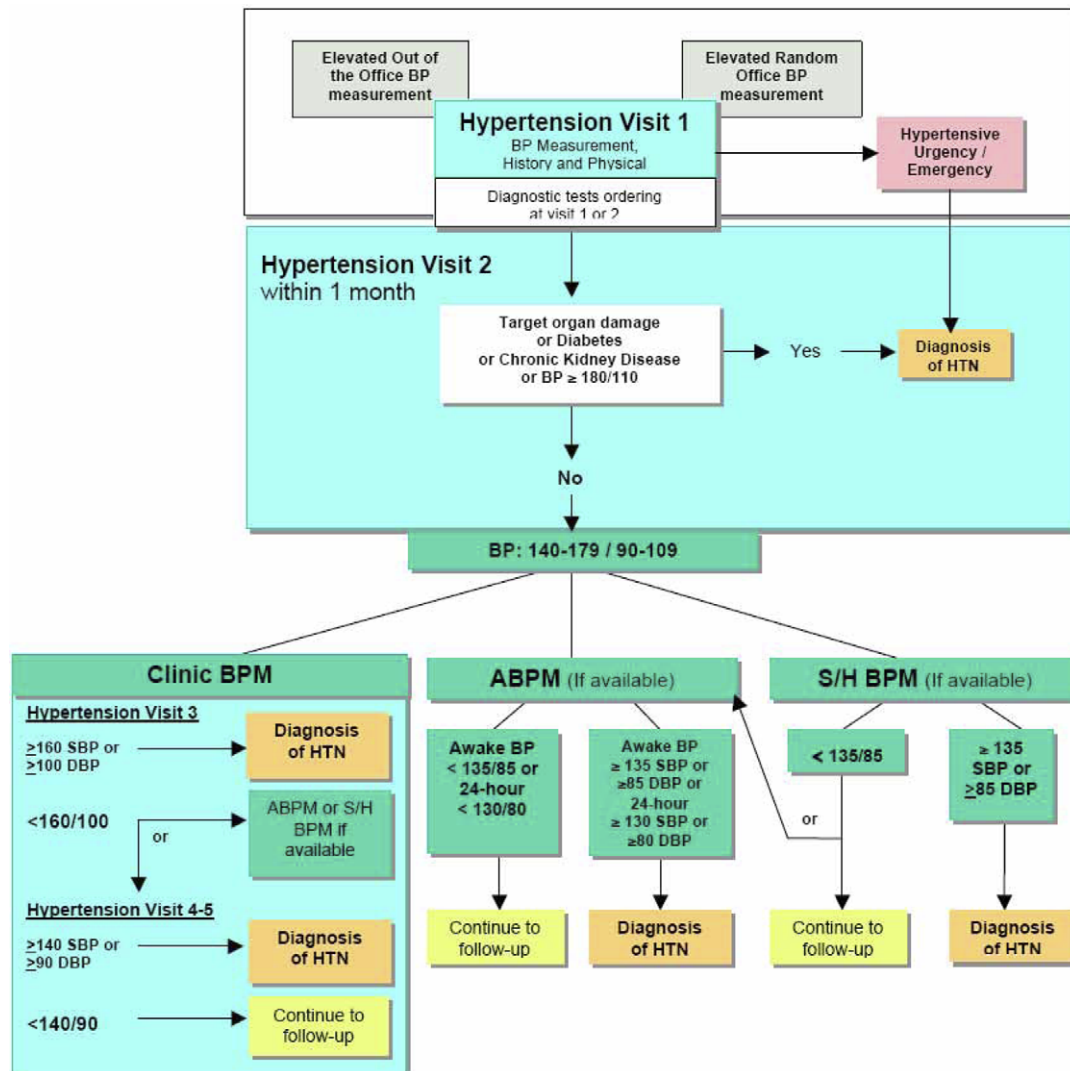 Elevated Out of
the Office BP
measurement
Elevated Random
Office BP
measurement
Hypertension Visit 1
BP Measurement,
History and Physical
Hypertensive
Urgency /
Emergency
Diagnostic tests ordering
at visit 1 or 2
Hypertension Visit 2
within 1 month
Target organ damage
or Diabetes
or Chronic Kidney Disease
or BP ≥ 180/110
Yes
Diagnosis
of HTN
No
BP: 140-179 / 90-109
Clinic BPM
Hypertension Visit 3
≥160 SBP or
≥100 DBP
Diagnosis
of HTN
<160/100
or
ABPM or S/H
BPM if
available
Hypertension Visit 4-5
≥140 SBP or
≥90 DBP
Diagnosis
of HTN
<140/90
Continue to
follow-up
ABPM (If available)
Awake BP
< 135/85 or
24-hour
< 130/80
Awake BP
≥ 135 SBP or
≥85 DBP or
24-hour
≥ 130 SBP or
≥80 DBP
Continue to
follow-up
Diagnosis
of HTN
S/H BPM (If available)
< 135/85
≥ 135
SBP or
≥85 DBP
or
Continue to
follow-up
Diagnosis
of HTN